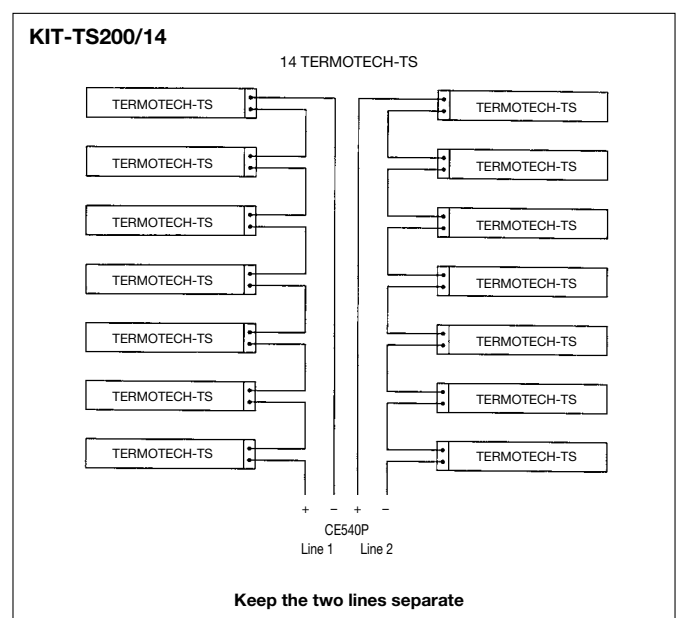 KIT-TS200/14
14 TERMOTECH-TS
TERMOTECH-TS TERMOTECH-TS
TERMOTECH-TS TERMOTECH-TS
TERMOTECH-TS TERMOTECH-TS
TERMOTECH-TS TERMOTECH-TS
TERMOTECH-TS TERMOTECH-TS
TERMOTECH-TS TERMOTECH-TS
TERMOTECH-TS TERMOTECH-TS
+ – + –
CE540P
Line 1 Line 2
Keep the two lines separate